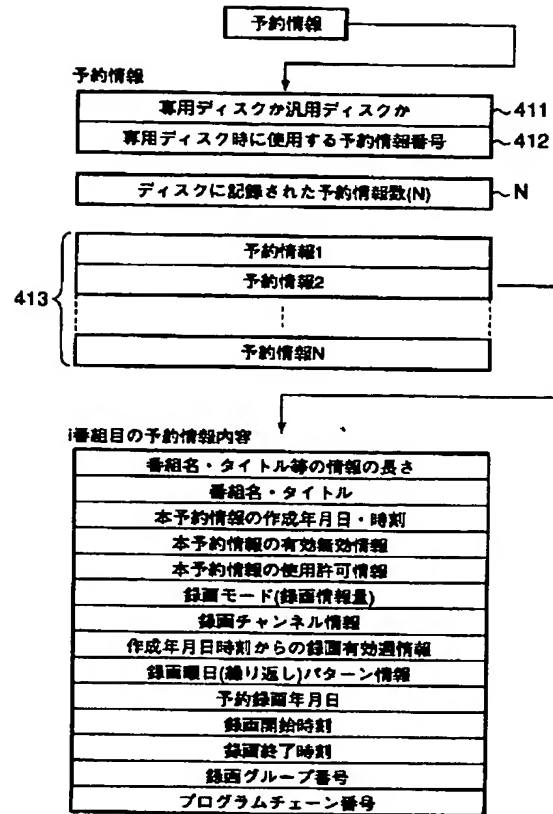 予約情報
予約情報
専用ディスクか汎用ディスクか
411
専用ディスク時に使用する予約情報番号
412
ディスクに記録された予約情報数(N)
N
413
予約情報1
予約情報2
予約情報N
i番組目の予約情報内容
番組名・タイトル等の情報の長さ
番組名・タイトル
本予約情報の作成年月日・時刻
本予約情報の有効無効情報
本予約情報の使用許可情報
録画モード(録画情報量)
録画チャンネル情報
作成年月日時刻からの録画有効週情報
録画曜日(繰り返し)パターン情報
予約録画年月日
録画開始時刻
録画終了時刻
録画グループ番号
プログラムチェーン番号